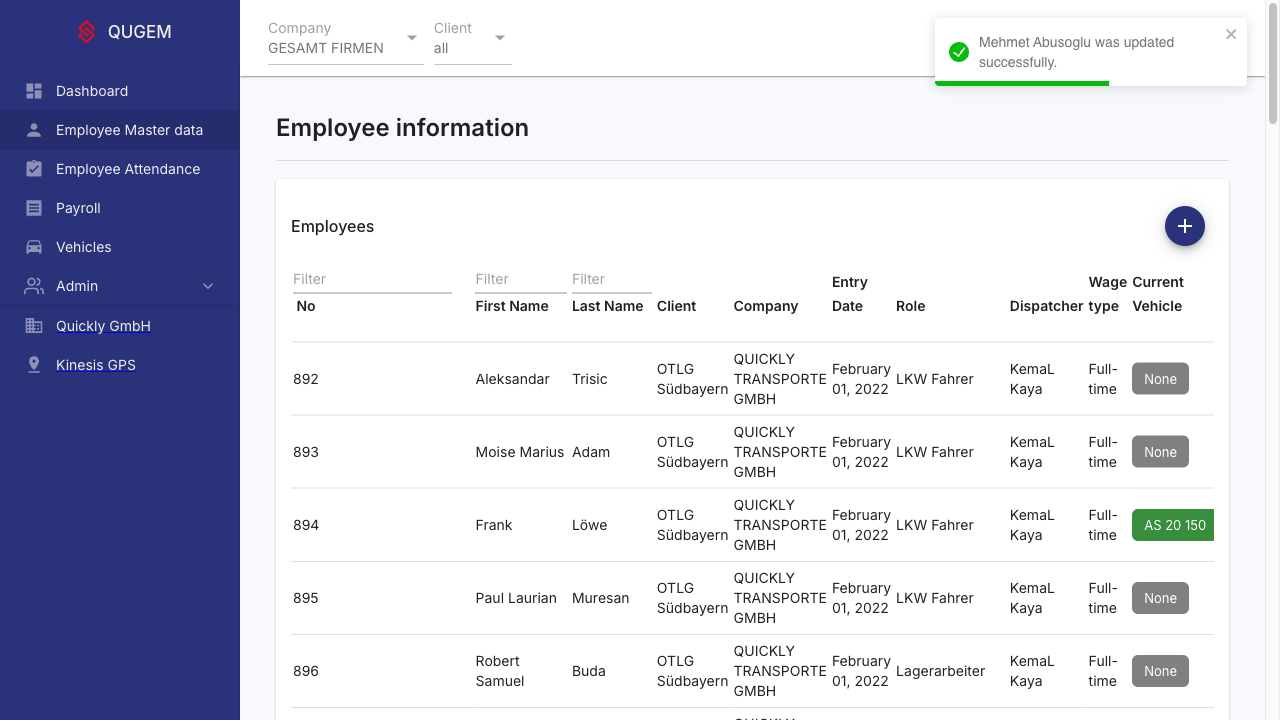 QUGEM
Dashboard
Employee Master data
Employee Attendance
Payroll
Vehicles
Admin
Quickly GmbH
Kinesis GPS
Company
GESAMT FIRMEN
Client
all
Mehmet Abusoglu was updated
successfully.
Employee information
Employees
Filter Filter Filter
No First Name Last Name Client Company Entry Date Role Dispatcher Wage type Current Vehicle
892 Aleksandar Trisic OTLG Südbayern QUICKLY TRANSPORTE GMBH February 01, 2022 LKW Fahrer KemaL Kaya Full-time None
893 Moise Marius Adam OTLG Südbayern QUICKLY TRANSPORTE GMBH February 01, 2022 LKW Fahrer KemaL Kaya Full-time None
894 Frank Löwe OTLG Südbayern QUICKLY TRANSPORTE GMBH February 01, 2022 LKW Fahrer KemaL Kaya Full-time AS 20 150
895 Paul Laurian Muresan OTLG Südbayern QUICKLY TRANSPORTE GMBH February 01, 2022 LKW Fahrer KemaL Kaya Full-time None
896 Robert Samuel Buda OTLG Südbayern QUICKLY TRANSPORTE GMBH February 01, 2022 Lagerarbeiter KemaL Kaya Full-time None